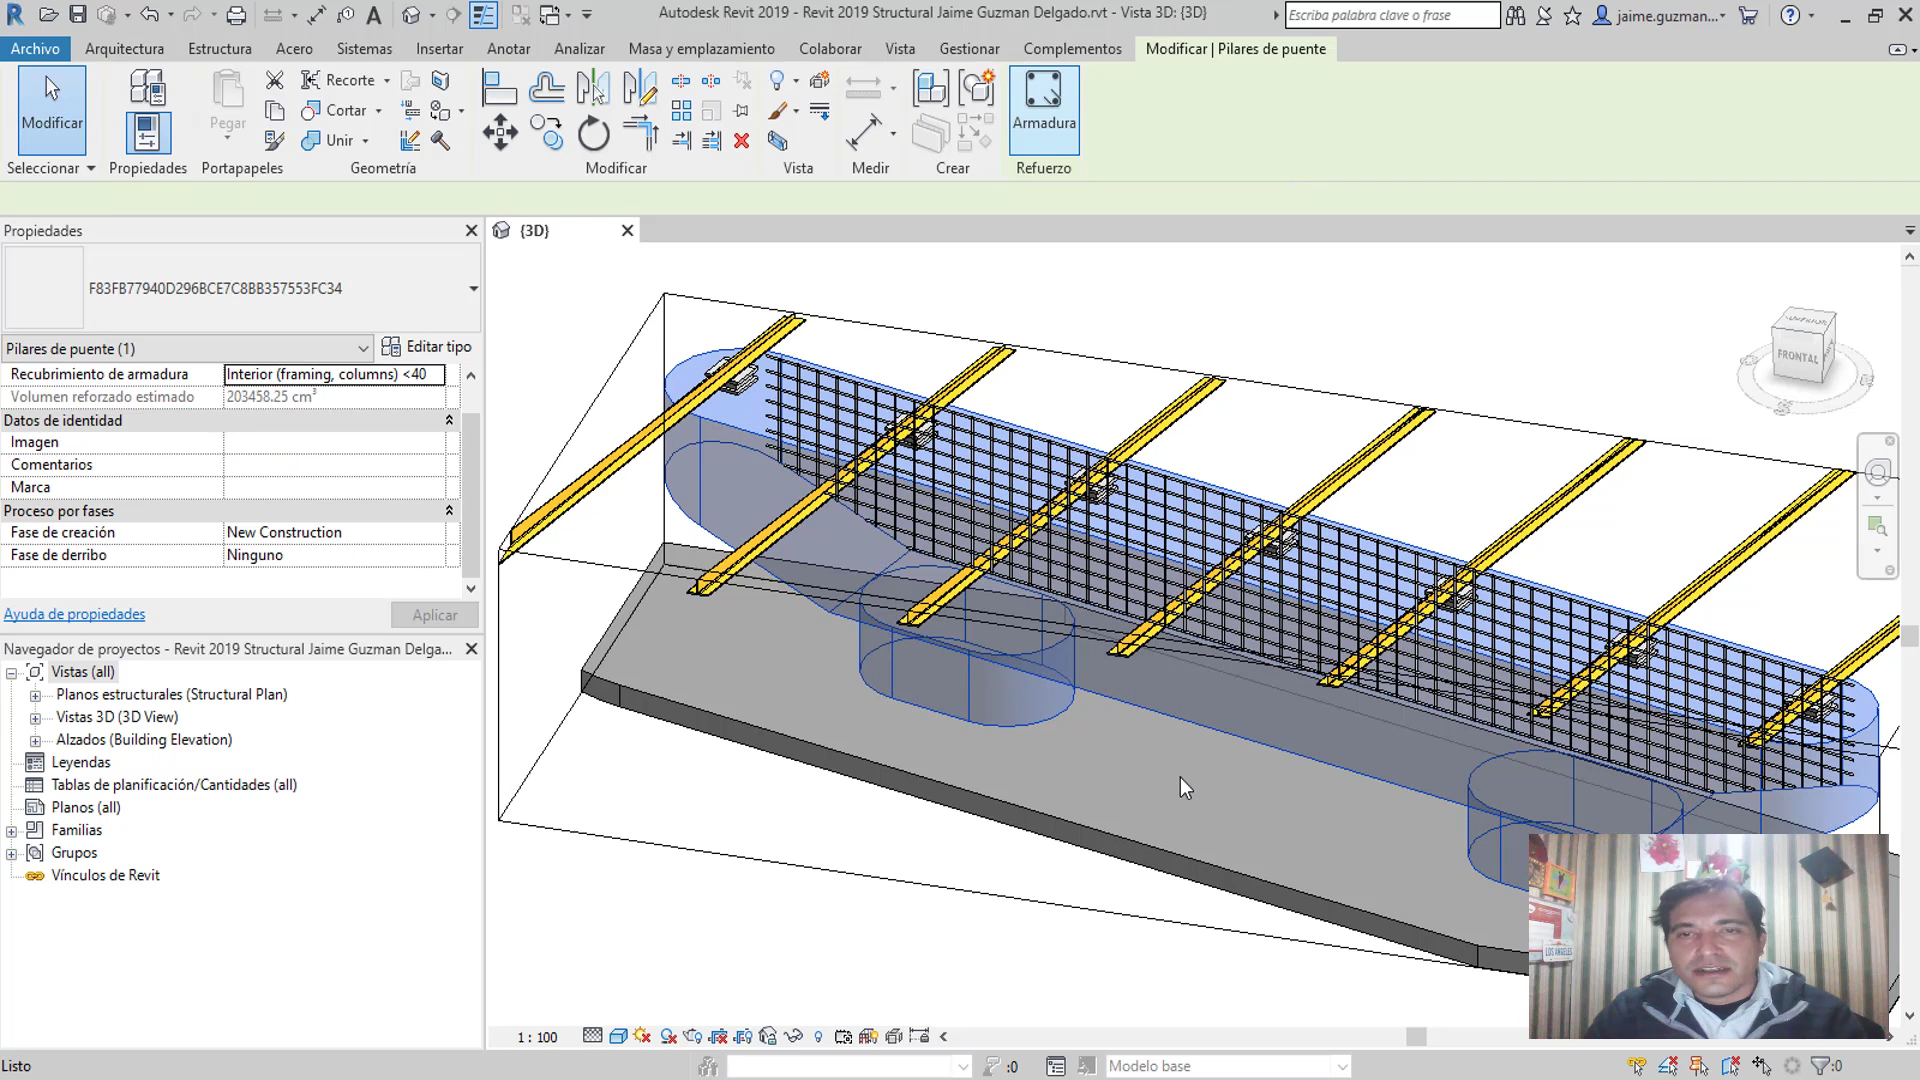 Autodesk Revit 2019 - Revit 2019 Structural Jaime Guzman Delgado.rvt - Vista 3D: {3D}
Escriba palabra clave o frase
jaime.guzman...
Archivo
Arquitectura
Estructura
Acero
Sistemas
Insertar
Anotar
Analizar
Masa y emplazamiento
Colaborar
Vista
Gestionar
Complementos
Modificar | Pilares de puente
Modificar
Pegar
Recorte
Cortar
Unir
Armadura
Seleccionar
Propiedades
Portapapeles
Geometría
Modificar
Vista
Medir
Crear
Refuerzo
Propiedades
{3D}
F83FB77940D296BCE7C8BB357553FC34
Pilares de puente (1)
Editar tipo
Recubrimiento de armadura
Interior (framing, columns) <40
Volumen reforzado estimado
203458.25 cm³
Datos de identidad
Imagen
Comentarios
Marca
Proceso por fases
Fase de creación
New Construction
Fase de derribo
Ninguno
Ayuda de propiedades
Aplicar
Navegador de proyectos - Revit 2019 Structural Jaime Guzman Delga...
Vistas (all)
Planos estructurales (Structural Plan)
Vistas 3D (3D View)
Alzados (Building Elevation)
Leyendas
Tablas de planificación/Cantidades (all)
Planos (all)
Familias
Grupos
Vínculos de Revit
FRONTAL
LOS ANGELES
1 : 100
Listo
:0
Modelo base
:0